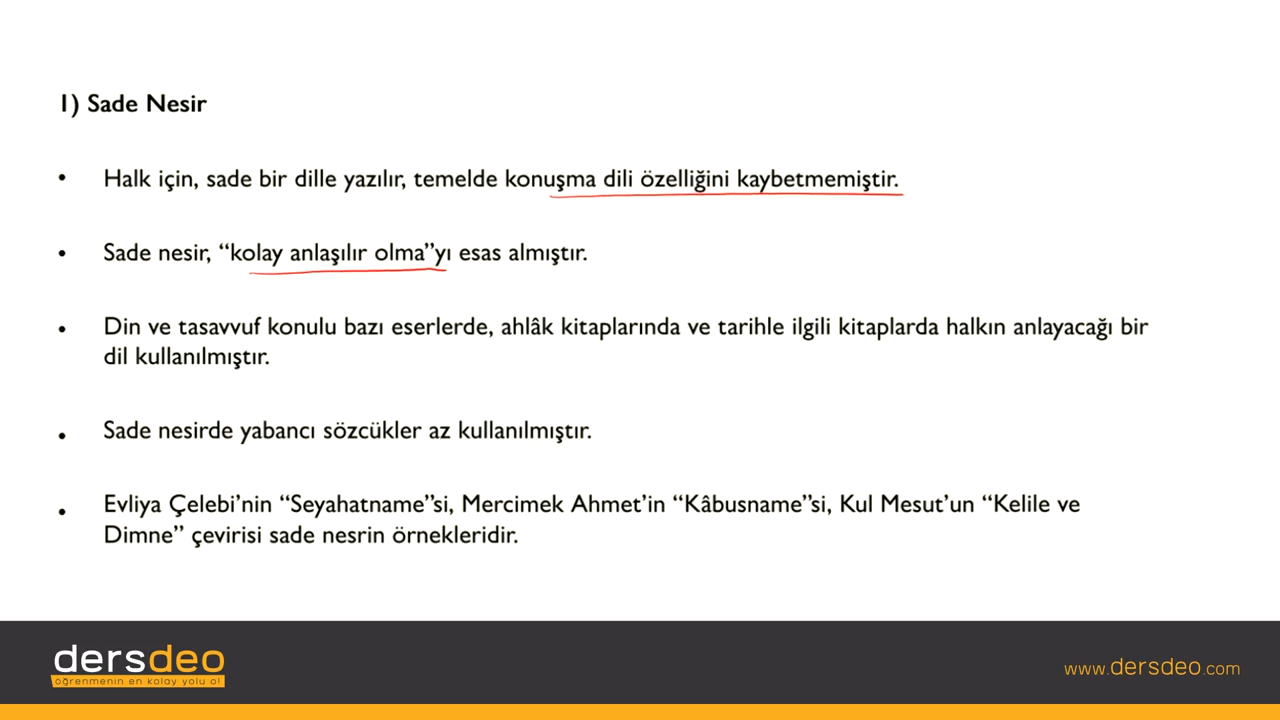 1) Sade Nesir
• Halk için, sade bir dille yazılır, temelde konuşma dili özelliğini kaybetmemiştir.
• Sade nesir, “kolay anlaşılır olma”yı esas almıştır.
• Din ve tasavvuf konulu bazı eserlerde, ahlâk kitaplarında ve tarihle ilgili kitaplarda halkın anlayacağı bir
dil kullanılmıştır.
• Sade nesirde yabancı sözcükler az kullanılmıştır.
• Evliya Çelebi’nin “Seyahatname”si, Mercimek Ahmet’in “Kâbusname”si, Kul Mesut’un “Kelile ve
Dimne” çevirisi sade nesrin örnekleridir.
dersdeo
öğrenmenin en kolay yolu o!
www.dersdeo.com